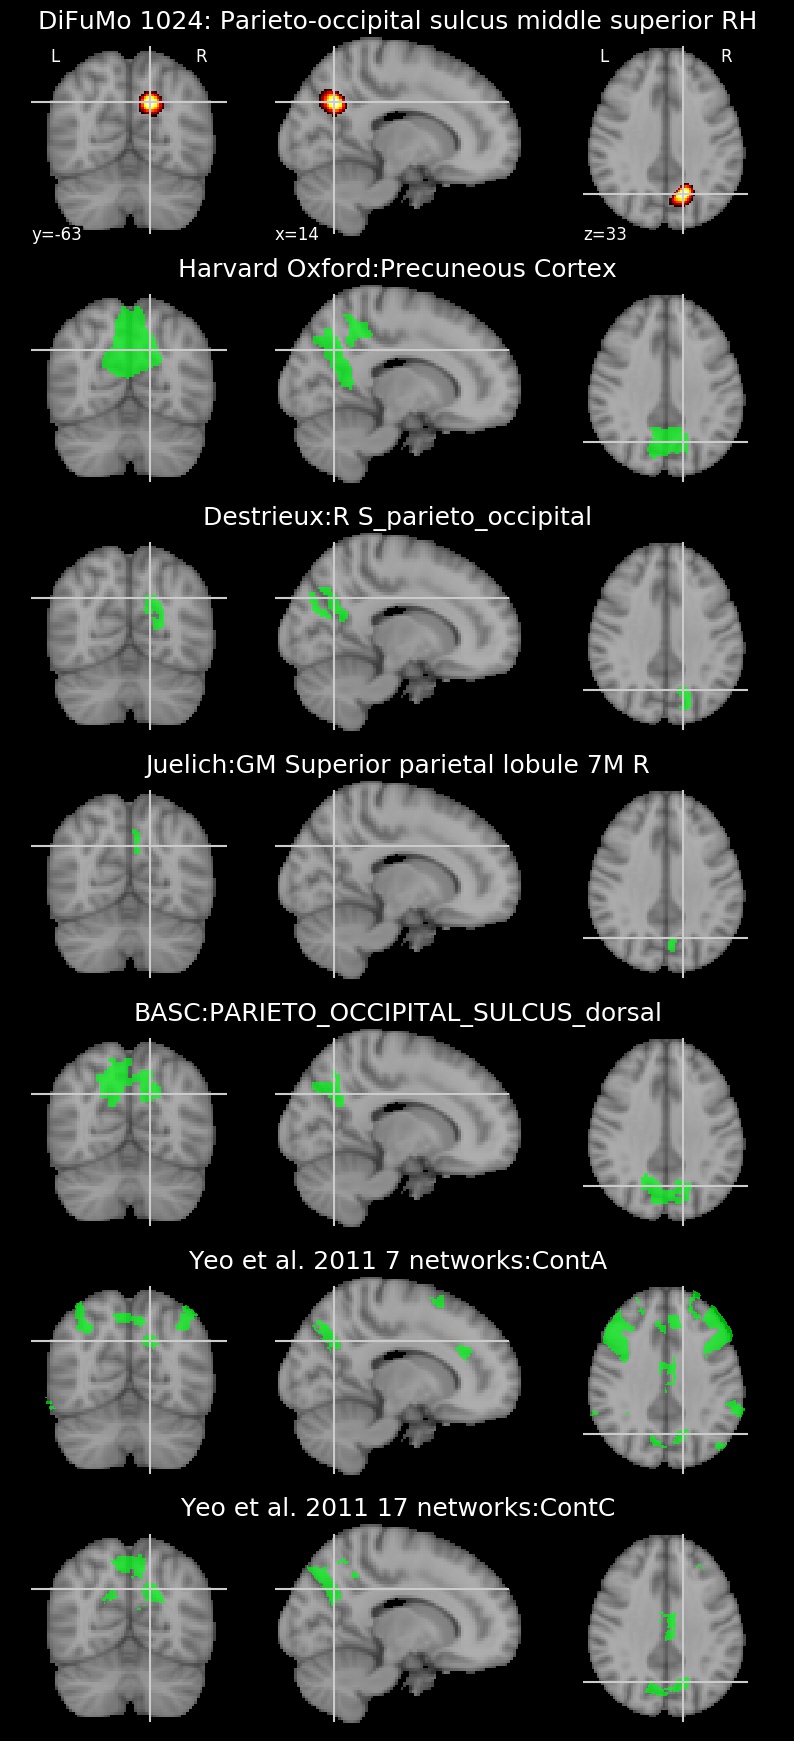 DiFuMo 1024: Parieto-occipital sulcus middle superior RH
L R L R
y=-63 x=14 z=33
Harvard Oxford:Precuneous Cortex
Destrieux:R S_parieto_occipital
Juelich:GM Superior parietal lobule 7M R
BASC:PARIETO_OCCIPITAL_SULCUS_dorsal
Yeo et al. 2011 7 networks:ContA
Yeo et al. 2011 17 networks:ContC